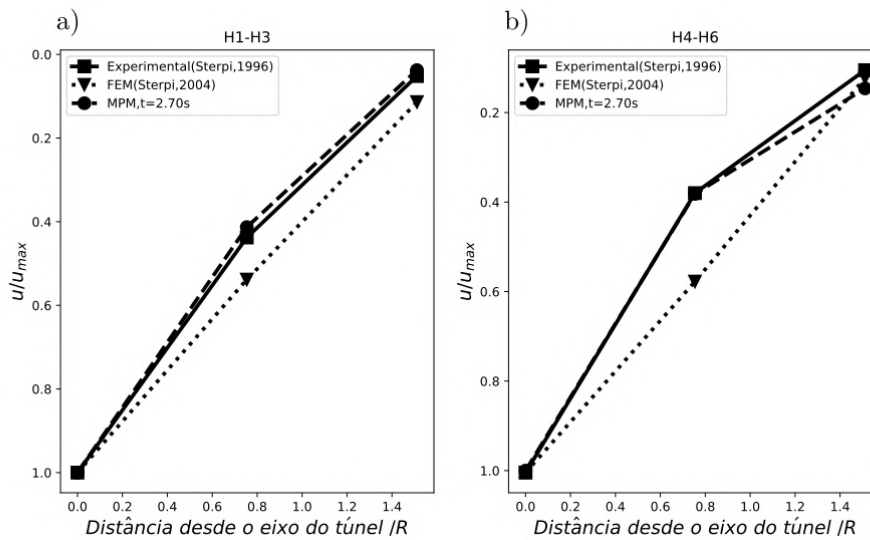 a)
H1-H3
0.0
0.2
0.4
0.6
0.8
1.0
u/u_max
Experimental(Sterpi,1996)
FEM(Sterpi,2004)
MPM,t=2.70s
0.0 0.2 0.4 0.6 0.8 1.0 1.2 1.4
Distância desde o eixo do túnel /R
b)
H4-H6
0.2
0.4
0.6
0.8
1.0
u/u_max
Experimental(Sterpi,1996)
FEM(Sterpi,2004)
MPM,t=2.70s
0.0 0.2 0.4 0.6 0.8 1.0 1.2 1.4
Distância desde o eixo do túnel /R